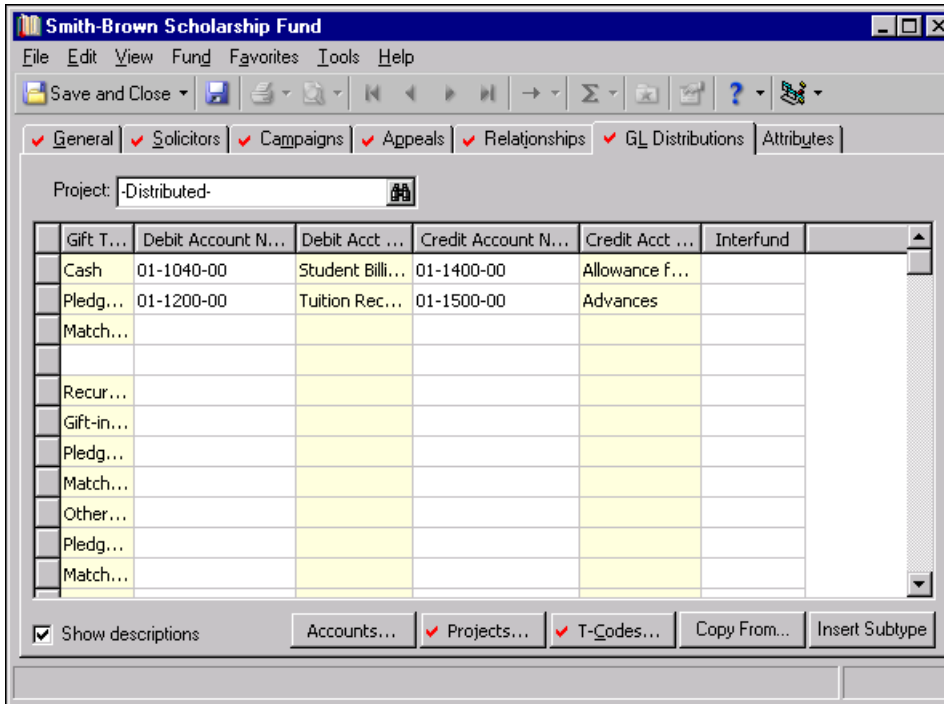 Smith-Brown Scholarship Fund
File Edit View Fund Favorites Tools Help
Save and Close
General Solicitors Campaigns Appeals Relationships GL Distributions Attributes
Project: -Distributed-
Gift T... Debit Account N... Debit Acct ... Credit Account N... Credit Acct ... Interfund
Cash 01-1040-00 Student Billi... 01-1400-00 Allowance f...
Pledg... 01-1200-00 Tuition Rec... 01-1500-00 Advances
Match...
Recur...
Gift-in...
Pledg...
Match...
Other...
Pledg...
Match...
Show descriptions Accounts... Projects... T-Codes... Copy From... Insert Subtype